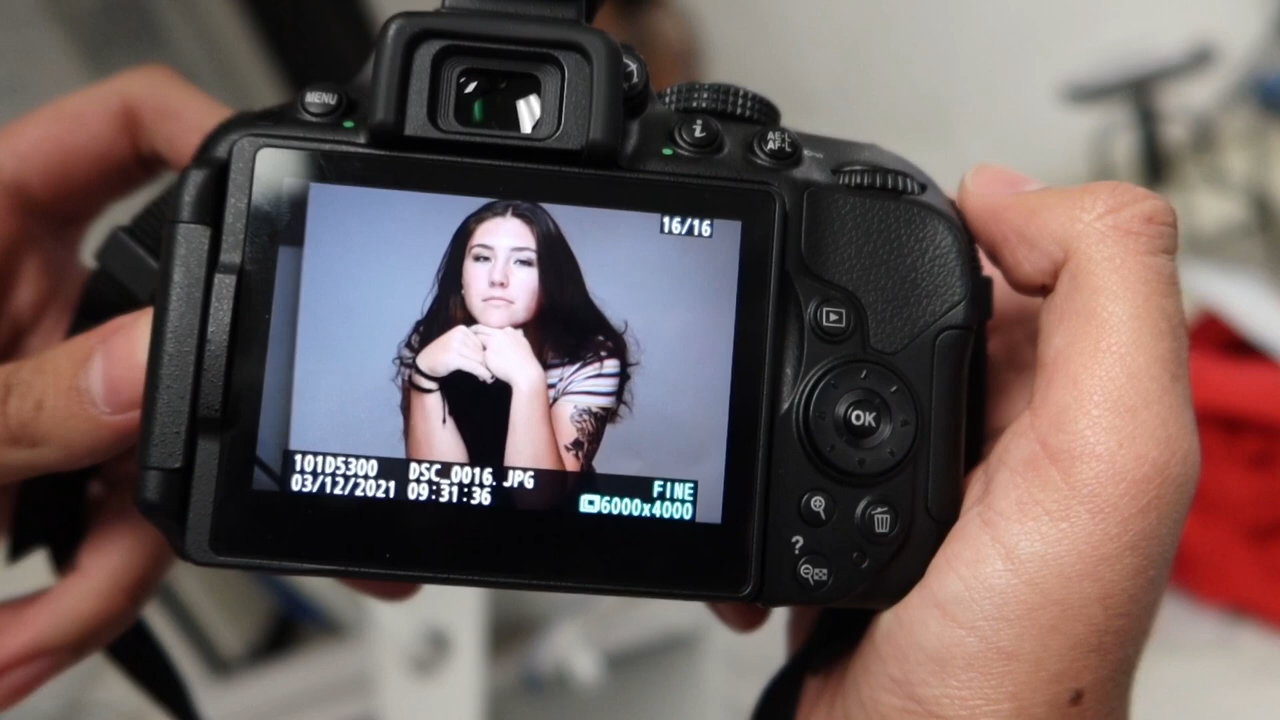 MENU
i
AE-L
AF-L
16/16
OK
101D5300 DSC_0016.JPG
03/12/2021 09:31:36
FINE
6000x4000
?